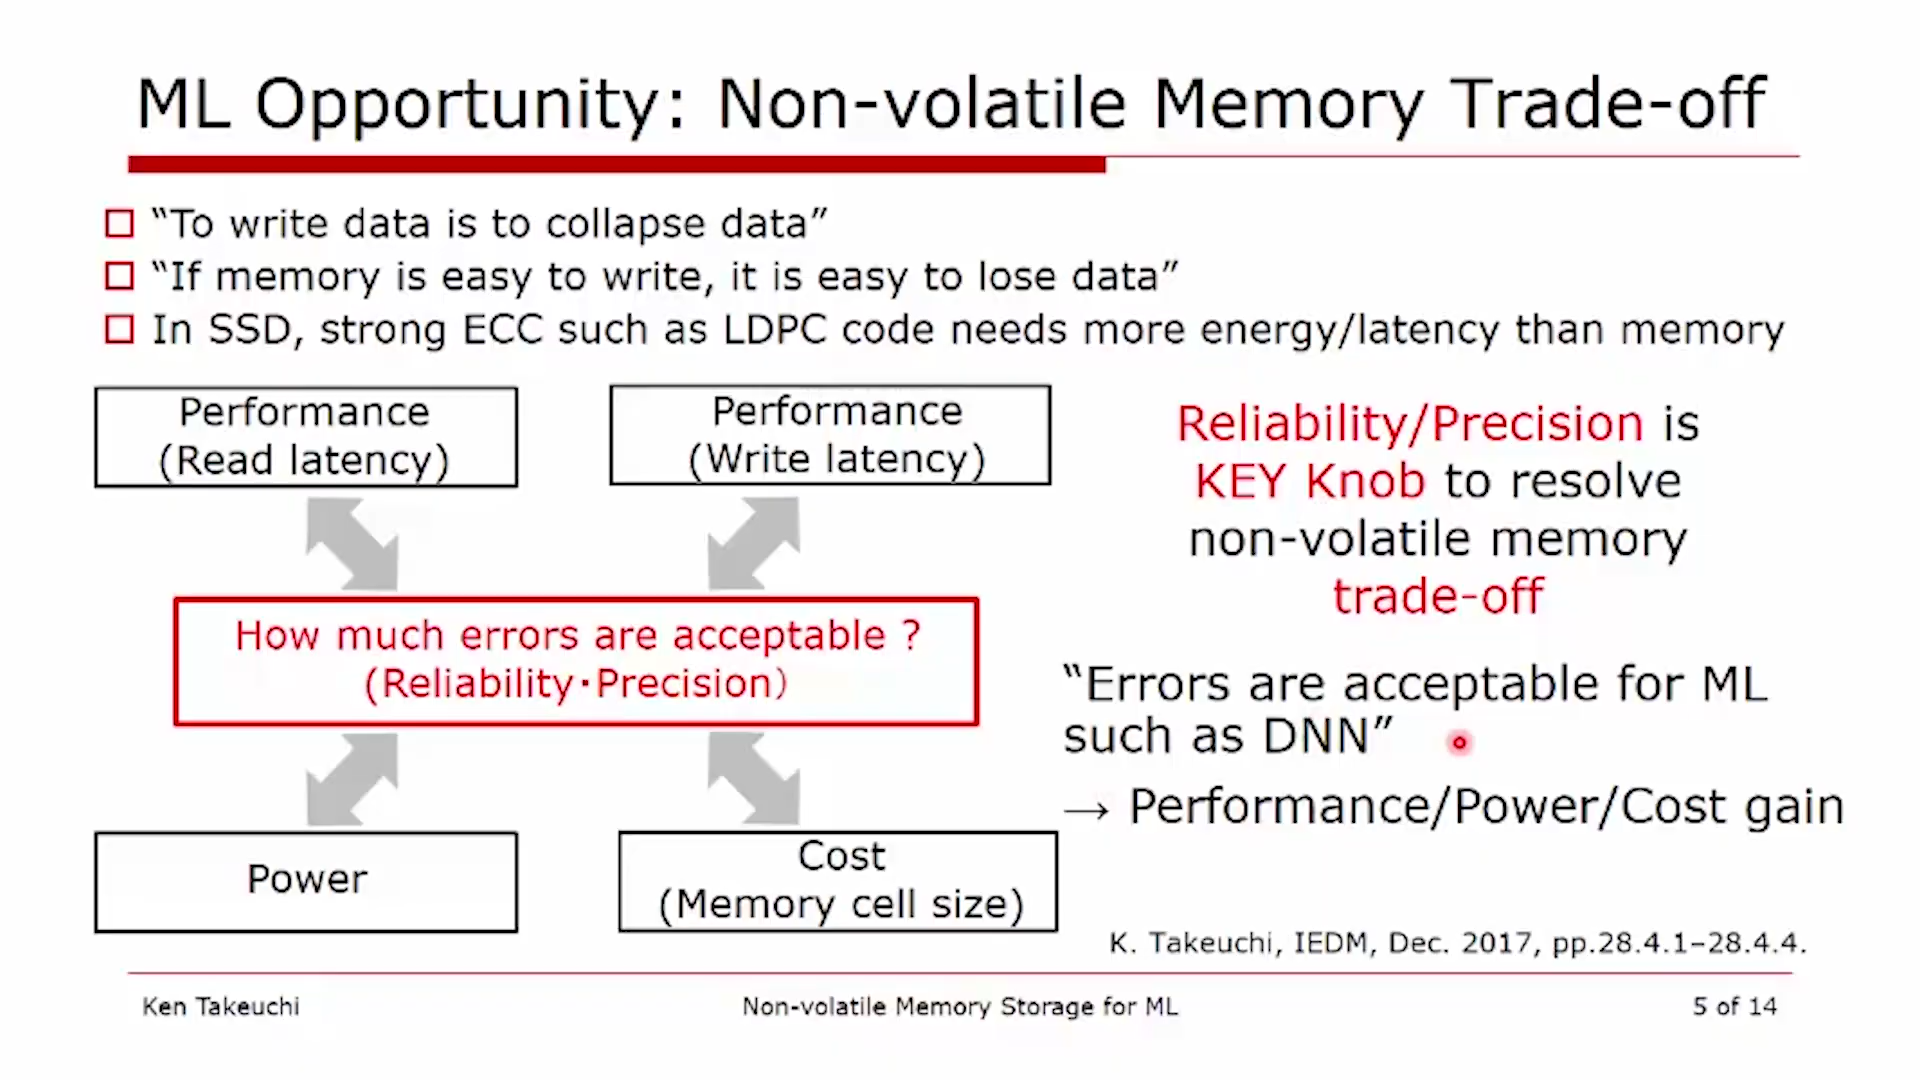 ML Opportunity: Non-volatile Memory Trade-off
“To write data is to collapse data”
“If memory is easy to write, it is easy to lose data”
In SSD, strong ECC such as LDPC code needs more energy/latency than memory
Performance
(Read latency)
Performance
(Write latency)
How much errors are acceptable ?
(Reliability・Precision）
Power
Cost
(Memory cell size)
Reliability/Precision is
KEY Knob to resolve
non-volatile memory
trade-off
“Errors are acceptable for ML
such as DNN”
→ Performance/Power/Cost gain
K. Takeuchi, IEDM, Dec. 2017, pp.28.4.1–28.4.4.
Ken Takeuchi
Non-volatile Memory Storage for ML
5 of 14